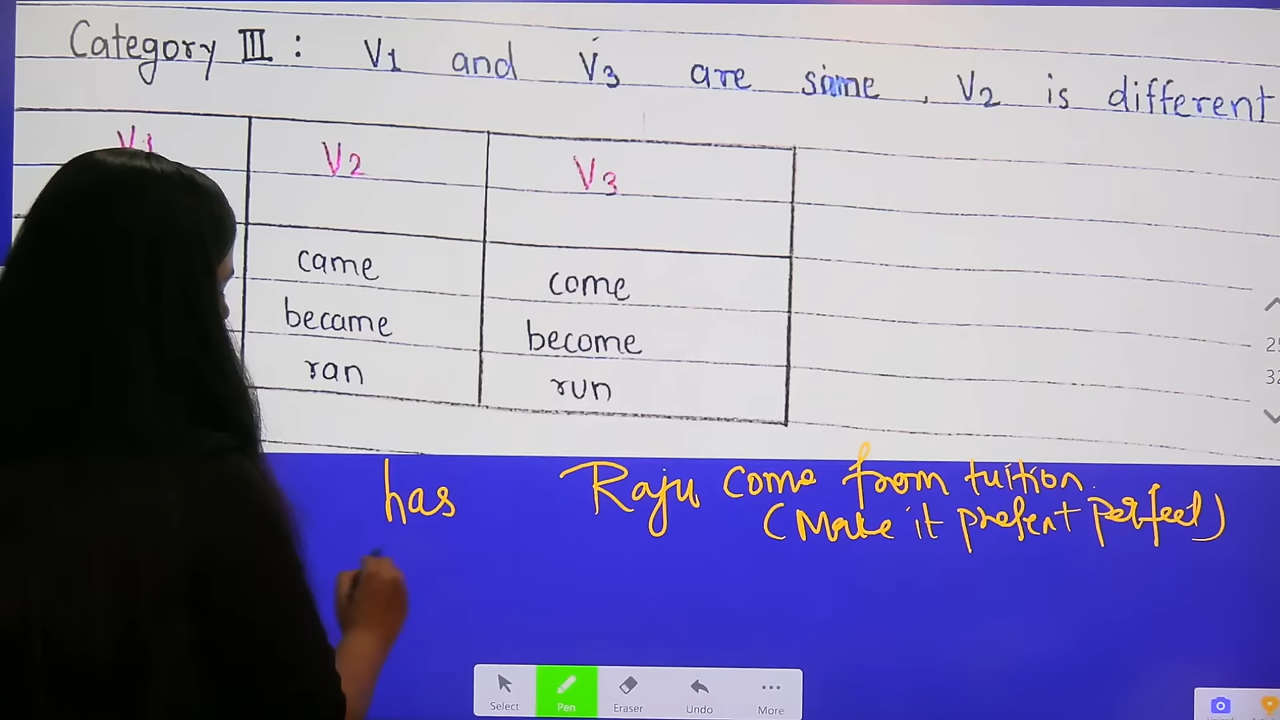 Category III : V1 and V3 are same, V2 is different
V1 V2 V3
came come
became become
ran run
has Raju come from tuition.
(Make it present perfect)
Select Pen Eraser Undo More